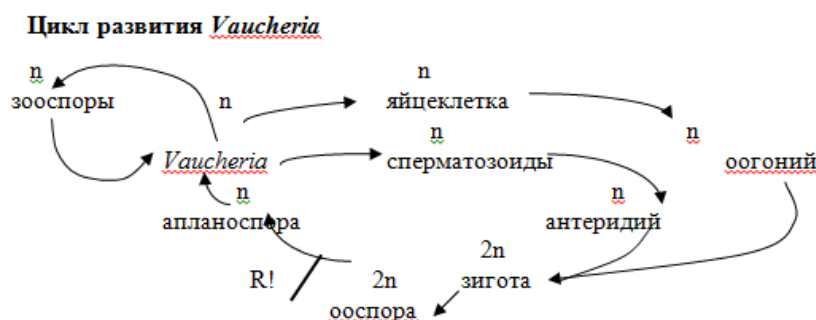 Цикл развития Vaucheria
n
n
зооспоры
n
яйцеклетка
n
n
Vaucheria
сперматозоиды
оогоний
n
n
апланоспора
антеридий
2n
R!
2n
зигота
ооспора